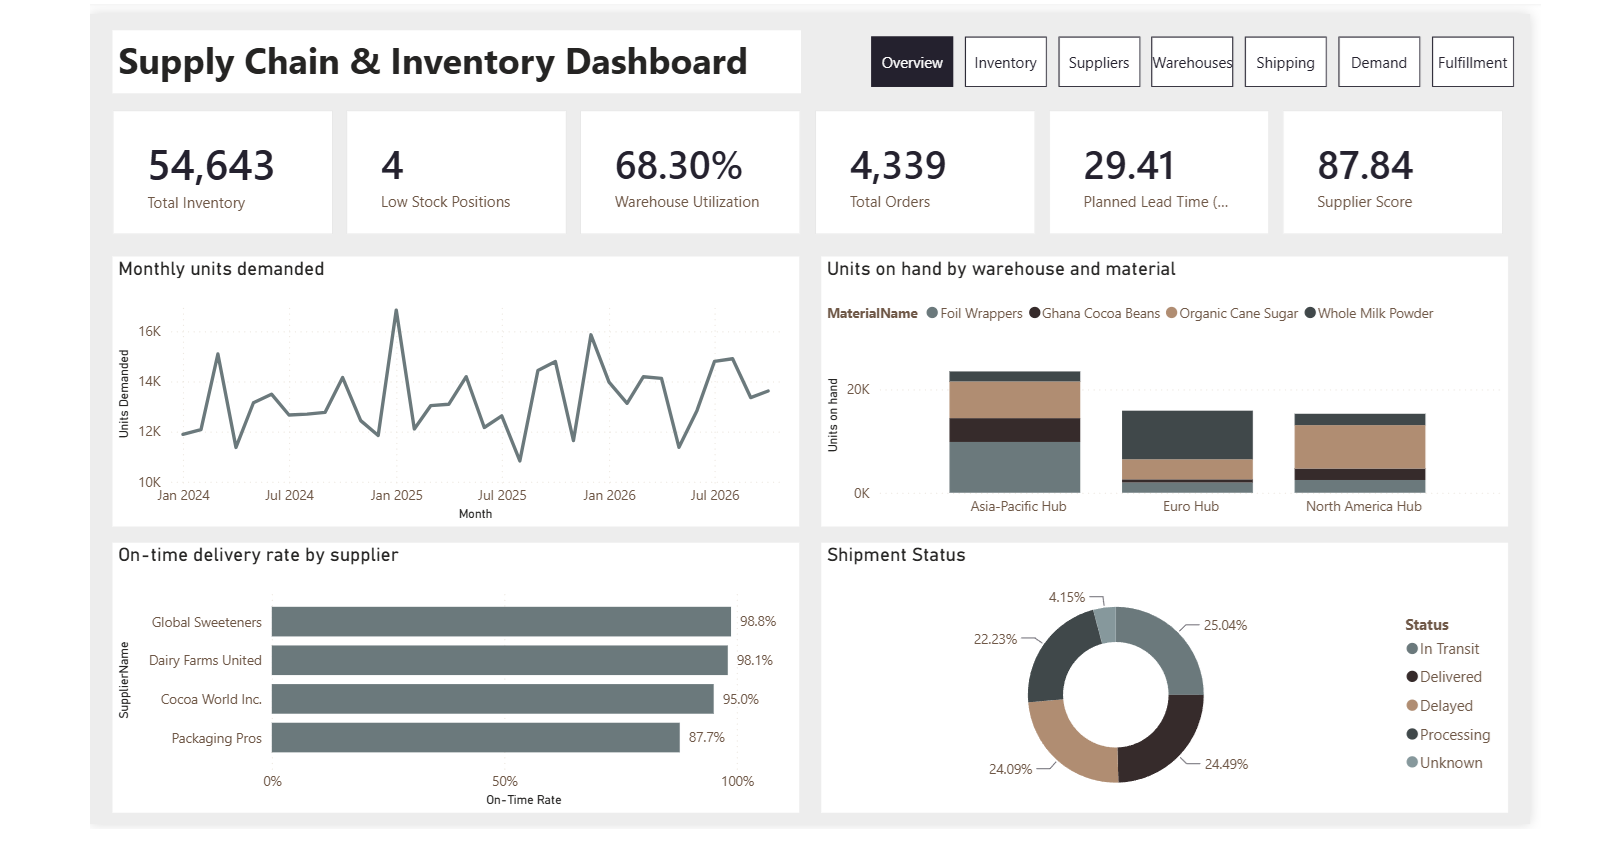 Supply Chain & Inventory Dashboard
Overview
Inventory
Suppliers
Warehouses
Shipping
Demand
Fulfillment
54,643
Total Inventory
4
Low Stock Positions
68.30%
Warehouse Utilization
4,339
Total Orders
29.41
Planned Lead Time (...
87.84
Supplier Score
Monthly units demanded
Units Demanded
16K
14K
12K
10K
Jan 2024
Jul 2024
Jan 2025
Jul 2025
Jan 2026
Jul 2026
Month
Units on hand by warehouse and material
MaterialName
Foil Wrappers
Ghana Cocoa Beans
Organic Cane Sugar
Whole Milk Powder
Units on hand
20K
0K
Asia-Pacific Hub
Euro Hub
North America Hub
On-time delivery rate by supplier
SupplierName
Global Sweeteners
98.8%
Dairy Farms United
98.1%
Cocoa World Inc.
95.0%
Packaging Pros
87.7%
0%
50%
100%
On-Time Rate
Shipment Status
4.15%
25.04%
22.23%
24.09%
24.49%
Status
In Transit
Delivered
Delayed
Processing
Unknown